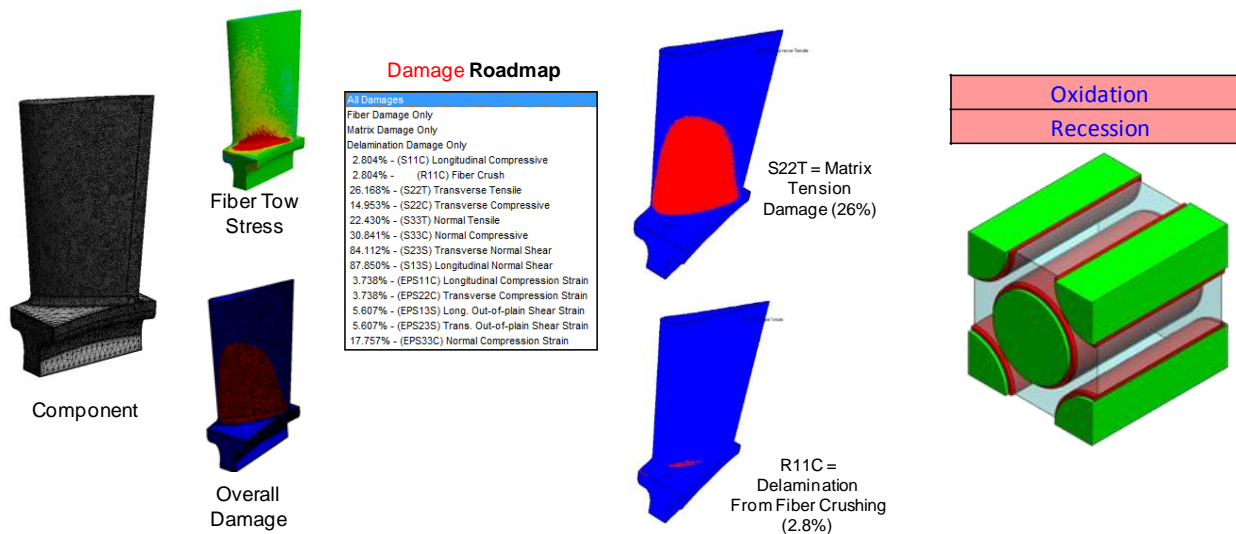 Component
Fiber Tow
Stress
Overall
Damage
Damage Roadmap
All Damages
Fiber Damage Only
Matrix Damage Only
Delamination Damage Only
2.804% - (S11C) Longitudinal Compressive
2.804% - (R11C) Fiber Crush
26.168% - (S22T) Transverse Tensile
14.953% - (S22C) Transverse Compressive
22.430% - (S33T) Normal Tensile
30.841% - (S33C) Normal Compressive
84.112% - (S23S) Transverse Normal Shear
87.850% - (S13S) Longitudinal Normal Shear
3.738% - (EPS11C) Longitudinal Compression Strain
3.738% - (EPS22C) Transverse Compression Strain
5.607% - (EPS13S) Long. Out-of-plain Shear Strain
5.607% - (EPS23S) Trans. Out-of-plain Shear Strain
17.757% - (EPS33C) Normal Compression Strain
S22T = Matrix
Tension
Damage (26%)
R11C =
Delamination
From Fiber Crushing
(2.8%)
Oxidation
Recession